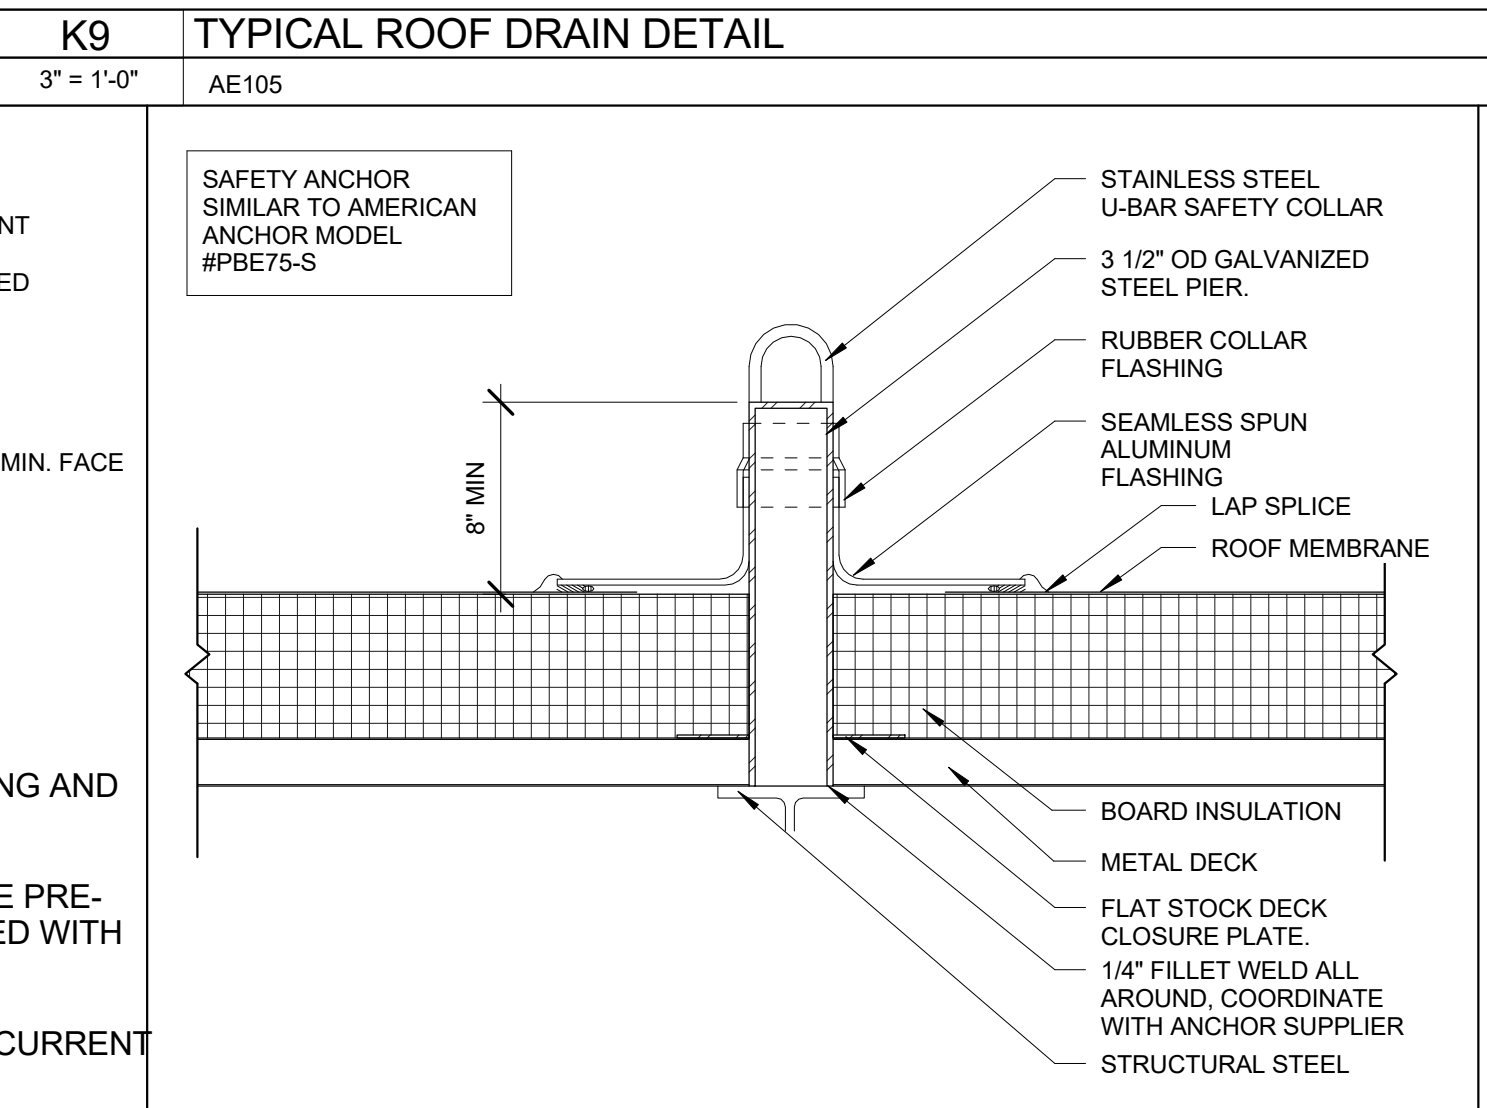 K9
TYPICAL ROOF DRAIN DETAIL
3" = 1'-0"
AE105
NT
ED
MIN. FACE
NG AND
E PRE-
ED WITH
CURRENT
SAFETY ANCHOR
SIMILAR TO AMERICAN
ANCHOR MODEL
#PBE75-S
8" MIN
STAINLESS STEEL
U-BAR SAFETY COLLAR
3 1/2" OD GALVANIZED
STEEL PIER.
RUBBER COLLAR
FLASHING
SEAMLESS SPUN
ALUMINUM
FLASHING
LAP SPLICE
ROOF MEMBRANE
BOARD INSULATION
METAL DECK
FLAT STOCK DECK
CLOSURE PLATE.
1/4" FILLET WELD ALL
AROUND, COORDINATE
WITH ANCHOR SUPPLIER
STRUCTURAL STEEL